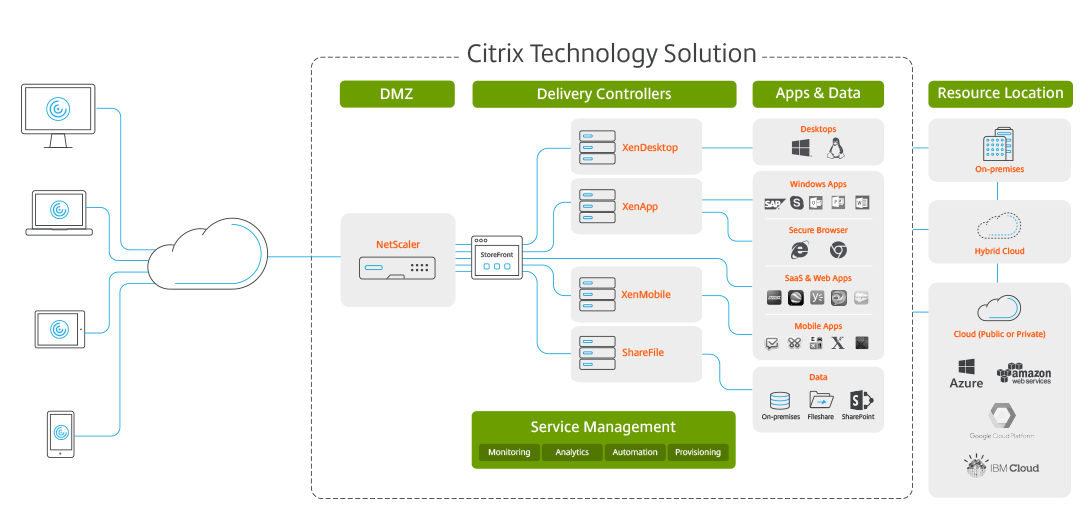 Citrix Technology Solution
DMZ
Delivery Controllers
Apps & Data
Resource Location
NetScaler
StoreFront
XenDesktop
XenApp
XenMobile
ShareFile
Desktops
Windows Apps
SAP
Secure Browser
SaaS & Web Apps
Mobile Apps
Data
On-premises
Fileshare
SharePoint
Service Management
Monitoring
Analytics
Automation
Provisioning
On-premises
Hybrid Cloud
Cloud (Public or Private)
Azure
amazon
web services
Google Cloud Platform
IBM Cloud